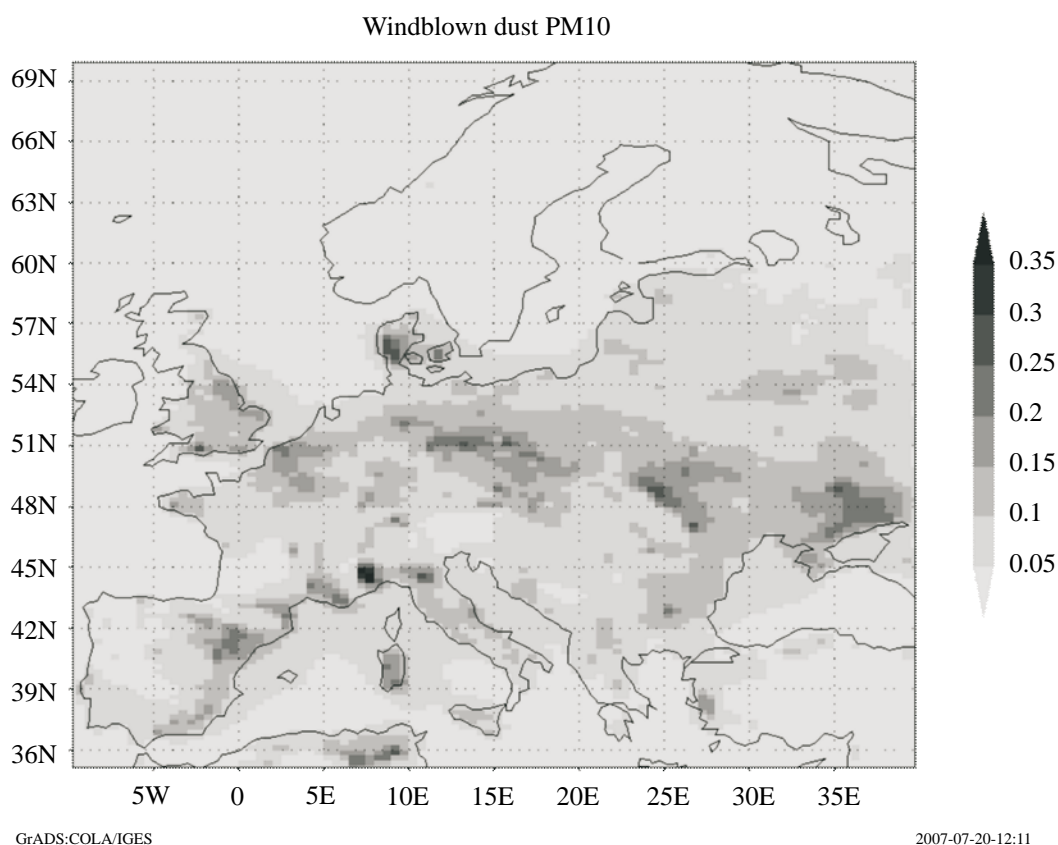 Windblown dust PM10
69N
66N
63N
60N
57N
54N
51N
48N
45N
42N
39N
36N
5W 0 5E 10E 15E 20E 25E 30E 35E
0.35
0.3
0.25
0.2
0.15
0.1
0.05
GrADS:COLA/IGES 2007-07-20-12:11